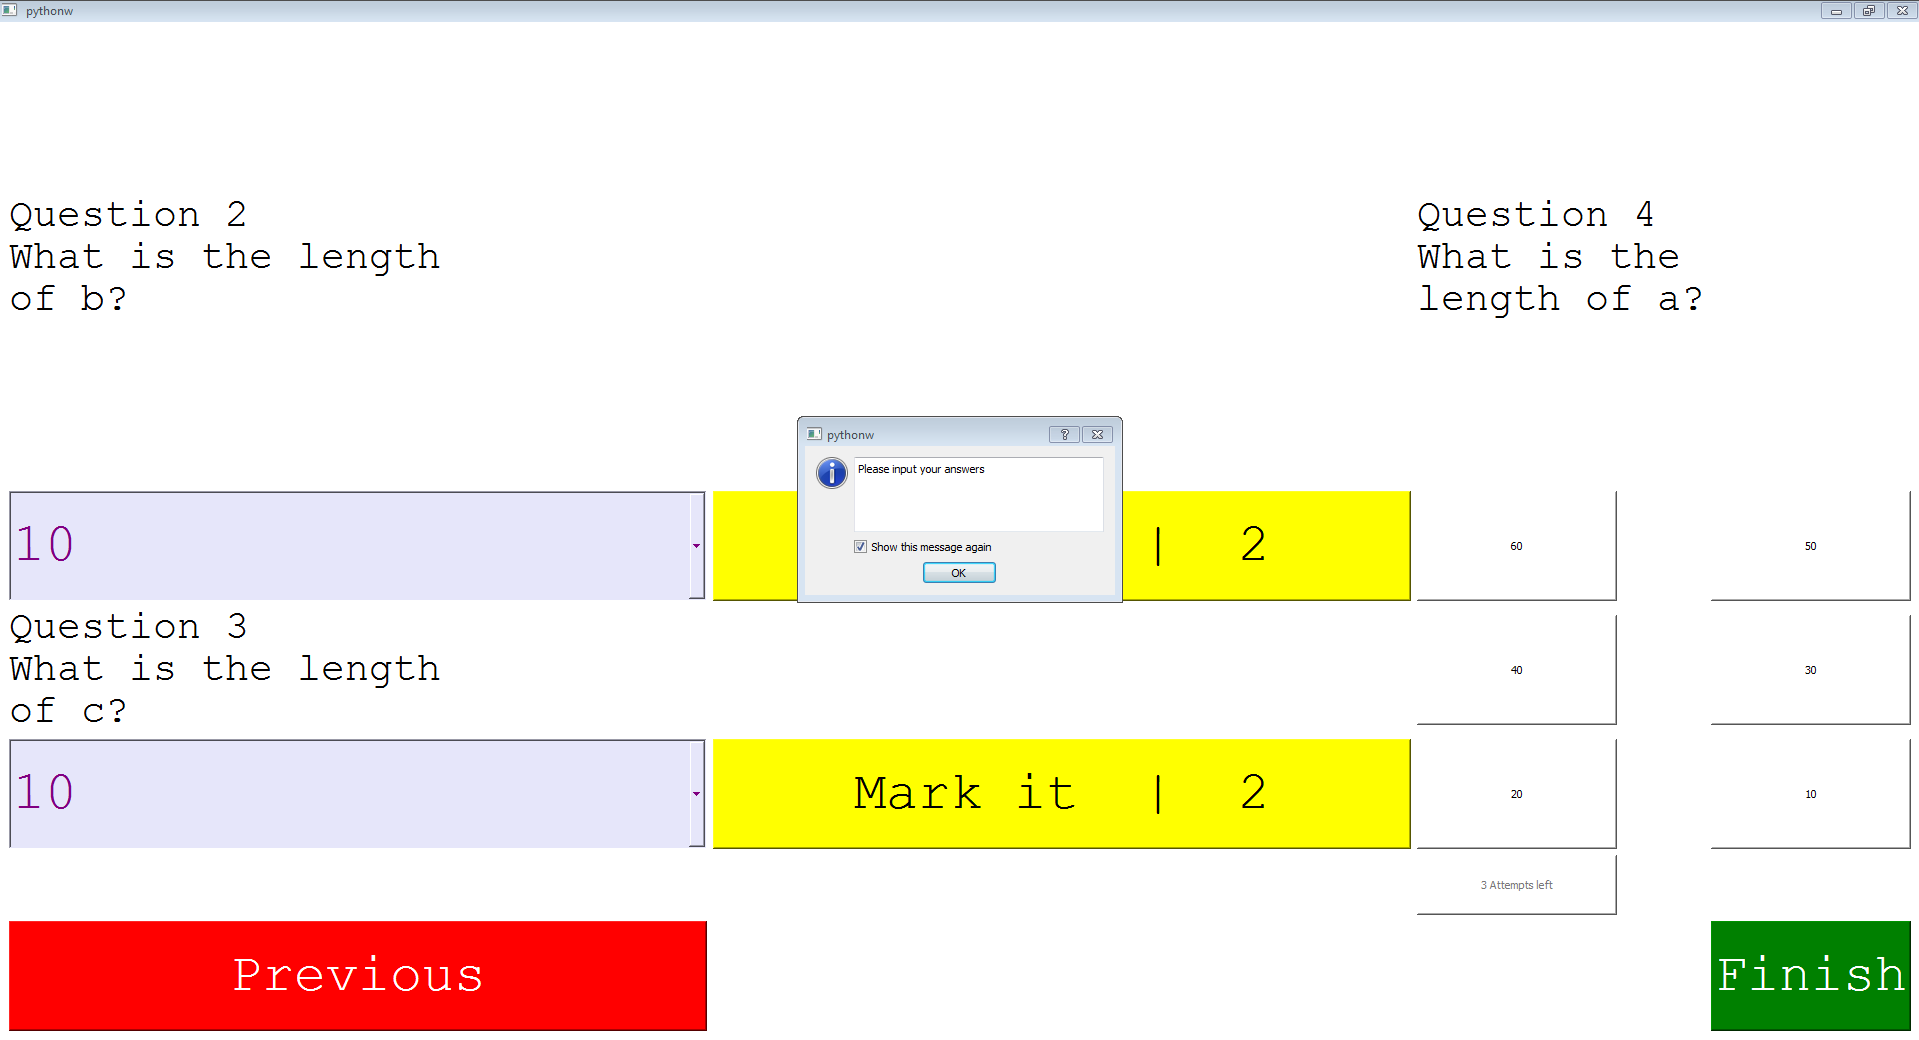 pythonw
Question 2
What is the length
of b?
Question 4
What is the
length of a?
pythonw
?
Please input your answers
Show this message again
OK
10
| 2
60
50
Question 3
What is the length
of c?
40
30
10
Mark it | 2
20
10
3 Attempts left
Previous
Finish